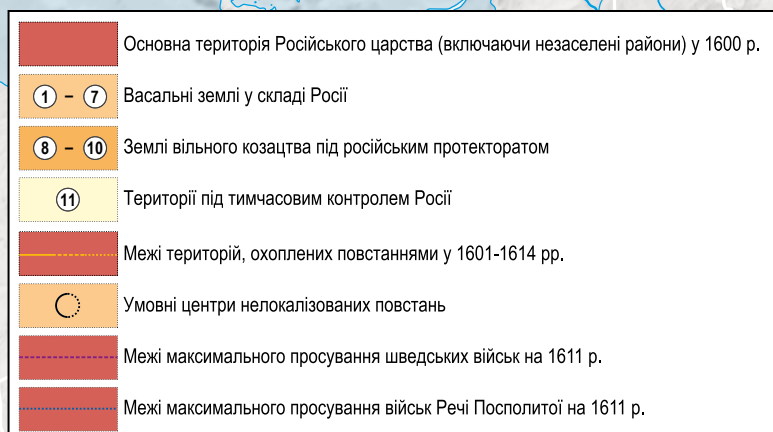 Основна територія Російського царства (включаючи незаселені райони) у 1600 р.
1 – 7 Васальні землі у складі Росії
8 – 10 Землі вільного козацтва під російським протекторатом
11 Території під тимчасовим контролем Росії
Межі територій, охоплених повстаннями у 1601-1614 рр.
Умовні центри нелокалізованих повстань
Межі максимального просування шведських військ на 1611 р.
Межі максимального просування військ Речі Посполитої на 1611 р.